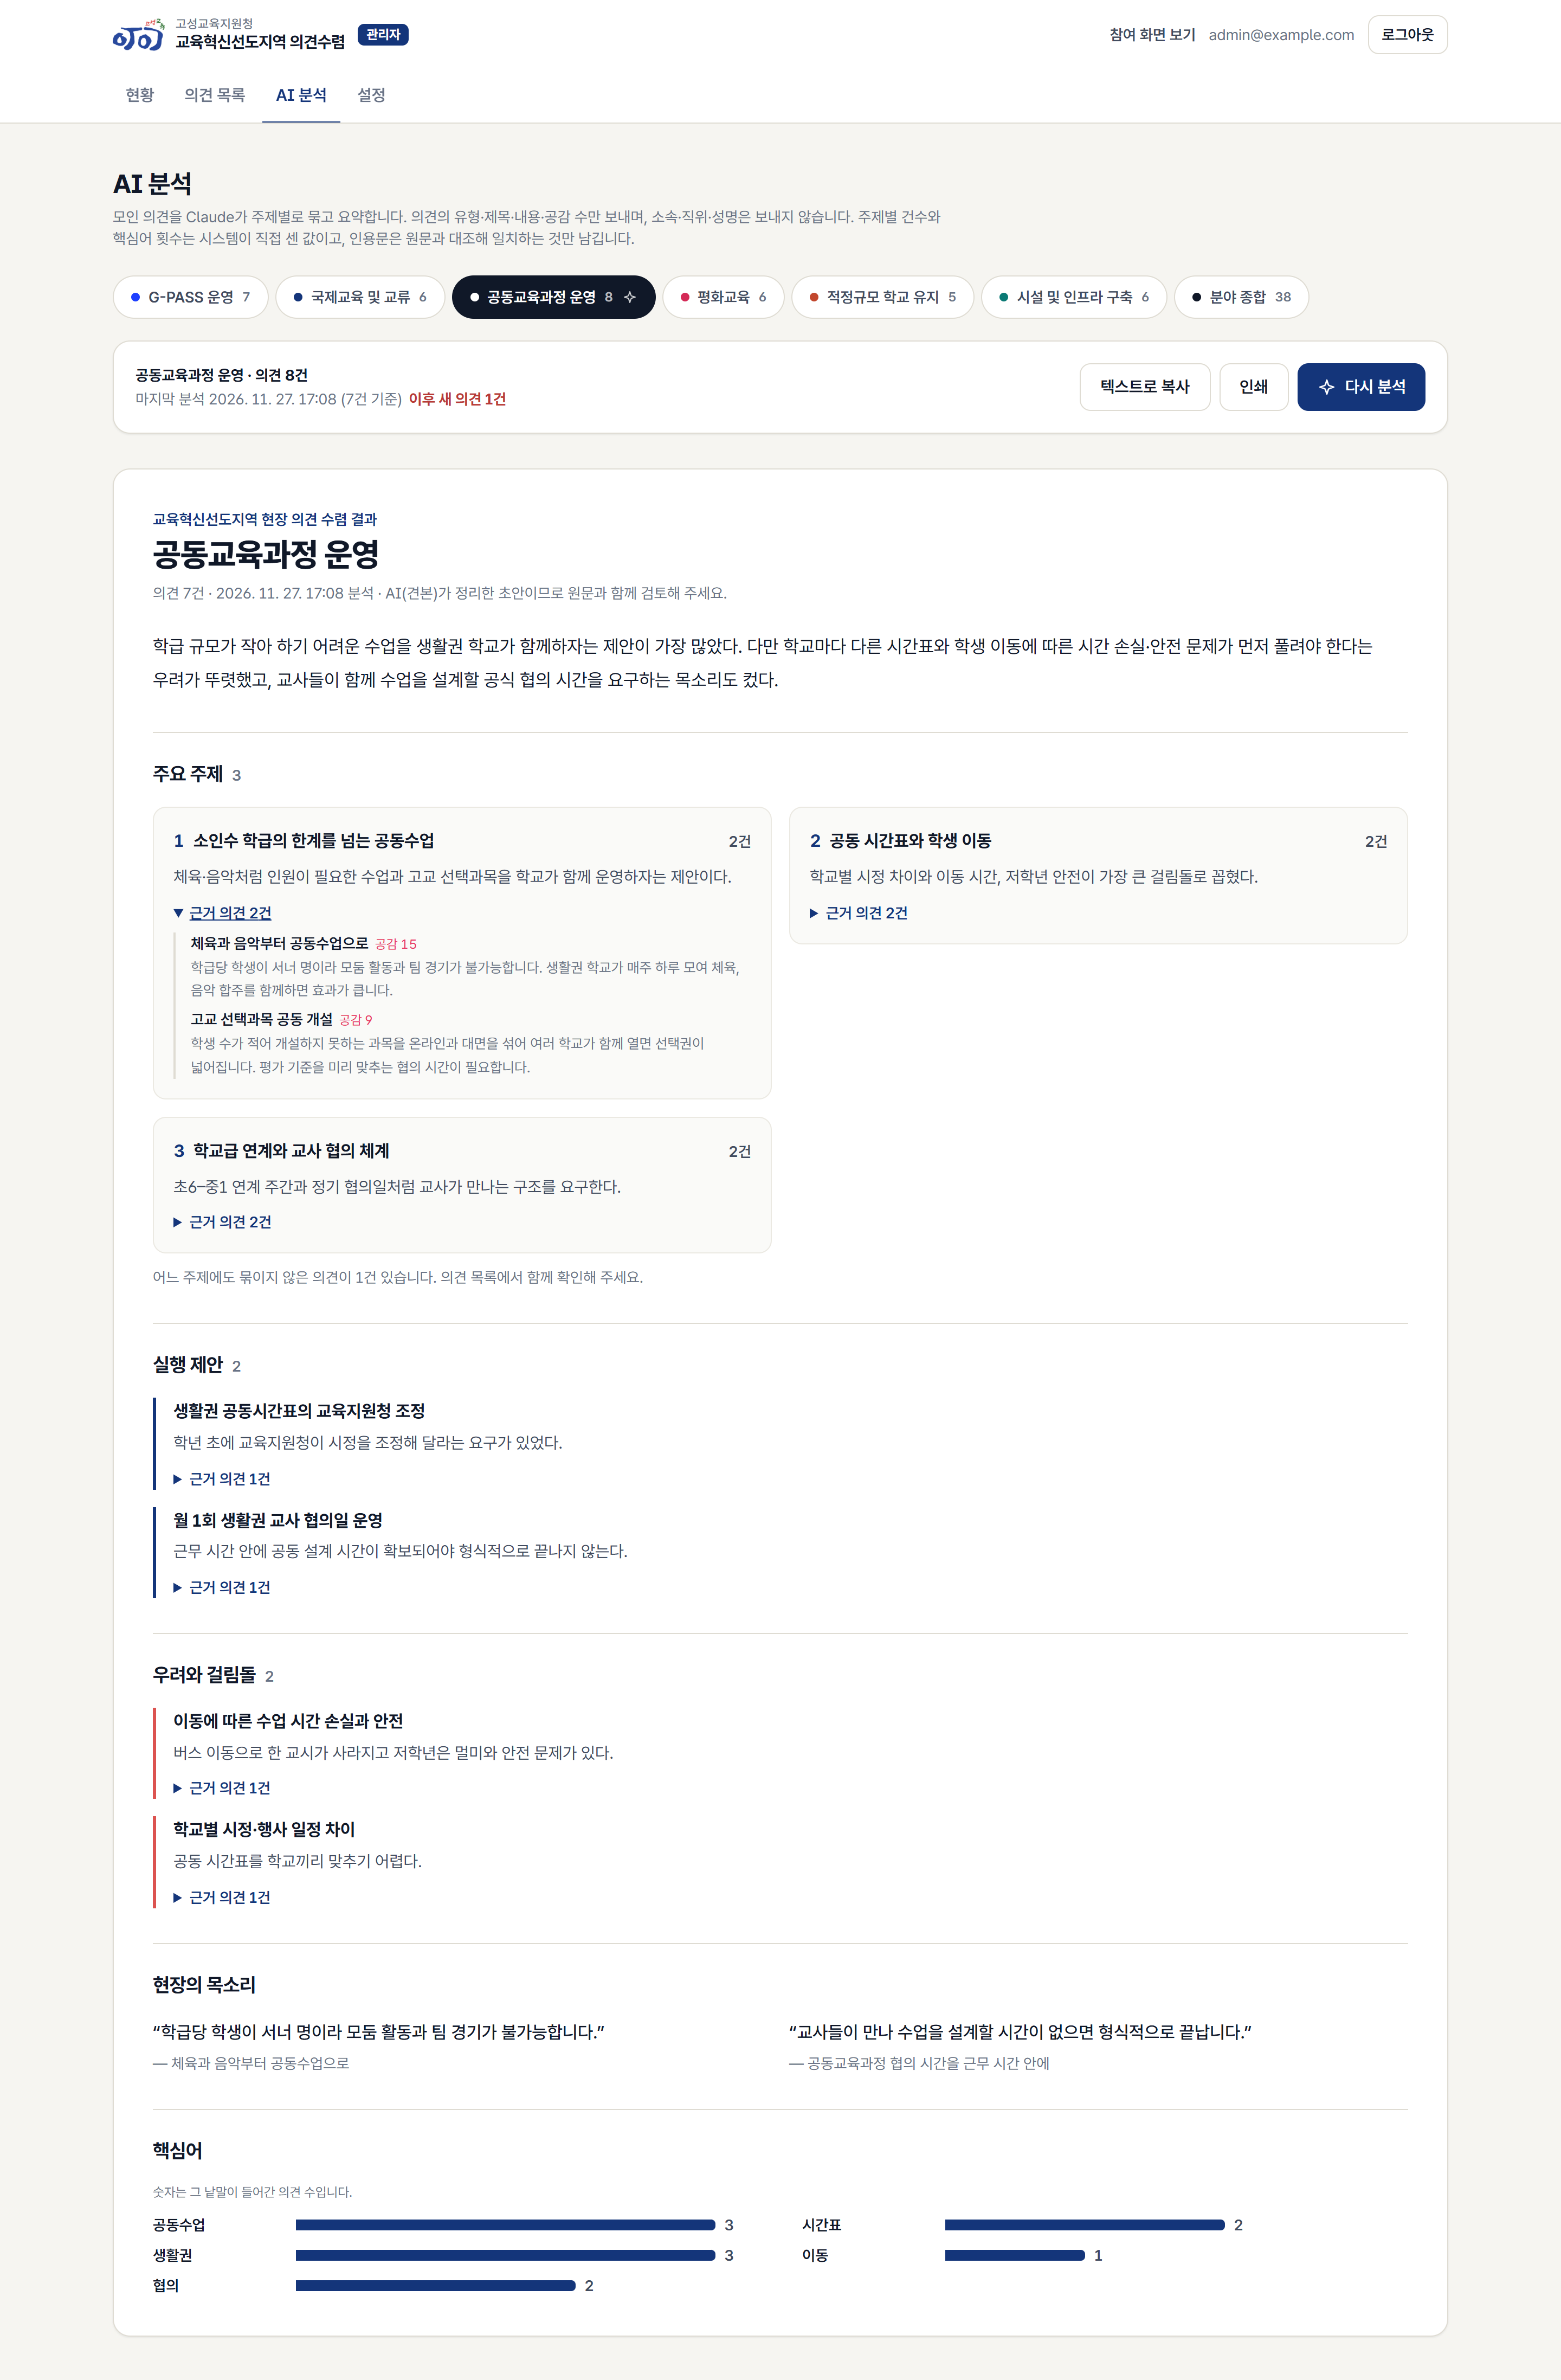 고성교육지원청
교육혁신선도지역 의견수렴
관리자
참여 화면 보기
admin@example.com
로그아웃
현황
의견 목록
AI 분석
설정
AI 분석
모인 의견을 Claude가 주제별로 묶고 요약합니다. 의견의 유형·제목·내용·공감 수만 보내며, 소속·직위·성명은 보내지 않습니다. 주제별 건수와
핵심어 횟수는 시스템이 직접 센 값이고, 인용문은 원문과 대조해 일치하는 것만 남깁니다.
G-PASS 운영 7
국제교육 및 교류 6
공동교육과정 운영 8
평화교육 6
적정규모 학교 유지 5
시설 및 인프라 구축 6
분야 종합 38
공동교육과정 운영 · 의견 8건
마지막 분석 2026. 11. 27. 17:08 (7건 기준) 이후 새 의견 1건
텍스트로 복사
인쇄
다시 분석
교육혁신선도지역 현장 의견 수렴 결과
공동교육과정 운영
의견 7건 · 2026. 11. 27. 17:08 분석 · AI(견본)가 정리한 초안이므로 원문과 함께 검토해 주세요.
학급 규모가 작아 하기 어려운 수업을 생활권 학교가 함께하자는 제안이 가장 많았다. 다만 학교마다 다른 시간표와 학생 이동에 따른 시간 손실·안전 문제가 먼저 풀려야 한다는
우려가 뚜렷했고, 교사들이 함께 수업을 설계할 공식 협의 시간을 요구하는 목소리도 컸다.
주요 주제 3
1 소인수 학급의 한계를 넘는 공동수업 2건
체육·음악처럼 인원이 필요한 수업과 고교 선택과목을 학교가 함께 운영하자는 제안이다.
▼ 근거 의견 2건
체육과 음악부터 공동수업으로 공감 15
학급당 학생이 서너 명이라 모둠 활동과 팀 경기가 불가능합니다. 생활권 학교가 매주 하루 모여 체육,
음악 합주를 함께하면 효과가 큽니다.
고교 선택과목 공동 개설 공감 9
학생 수가 적어 개설하지 못하는 과목을 온라인과 대면을 섞어 여러 학교가 함께 열면 선택권이
넓어집니다. 평가 기준을 미리 맞추는 협의 시간이 필요합니다.
2 공동 시간표와 학생 이동 2건
학교별 시정 차이와 이동 시간, 저학년 안전이 가장 큰 걸림돌로 꼽혔다.
▶ 근거 의견 2건
3 학교급 연계와 교사 협의 체계 2건
초6–중1 연계 주간과 정기 협의일처럼 교사가 만나는 구조를 요구한다.
▶ 근거 의견 2건
어느 주제에도 묶이지 않은 의견이 1건 있습니다. 의견 목록에서 함께 확인해 주세요.
실행 제안 2
생활권 공동시간표의 교육지원청 조정
학년 초에 교육지원청이 시정을 조정해 달라는 요구가 있었다.
▶ 근거 의견 1건
월 1회 생활권 교사 협의일 운영
근무 시간 안에 공동 설계 시간이 확보되어야 형식적으로 끝나지 않는다.
▶ 근거 의견 1건
우려와 걸림돌 2
이동에 따른 수업 시간 손실과 안전
버스 이동으로 한 교시가 사라지고 저학년은 멀미와 안전 문제가 있다.
▶ 근거 의견 1건
학교별 시정·행사 일정 차이
공동 시간표를 학교끼리 맞추기 어렵다.
▶ 근거 의견 1건
현장의 목소리
“학급당 학생이 서너 명이라 모둠 활동과 팀 경기가 불가능합니다.”
— 체육과 음악부터 공동수업으로
“교사들이 만나 수업을 설계할 시간이 없으면 형식적으로 끝납니다.”
— 공동교육과정 협의 시간을 근무 시간 안에
핵심어
숫자는 그 낱말이 들어간 의견 수입니다.
공동수업 3
시간표 2
생활권 3
이동 1
협의 2